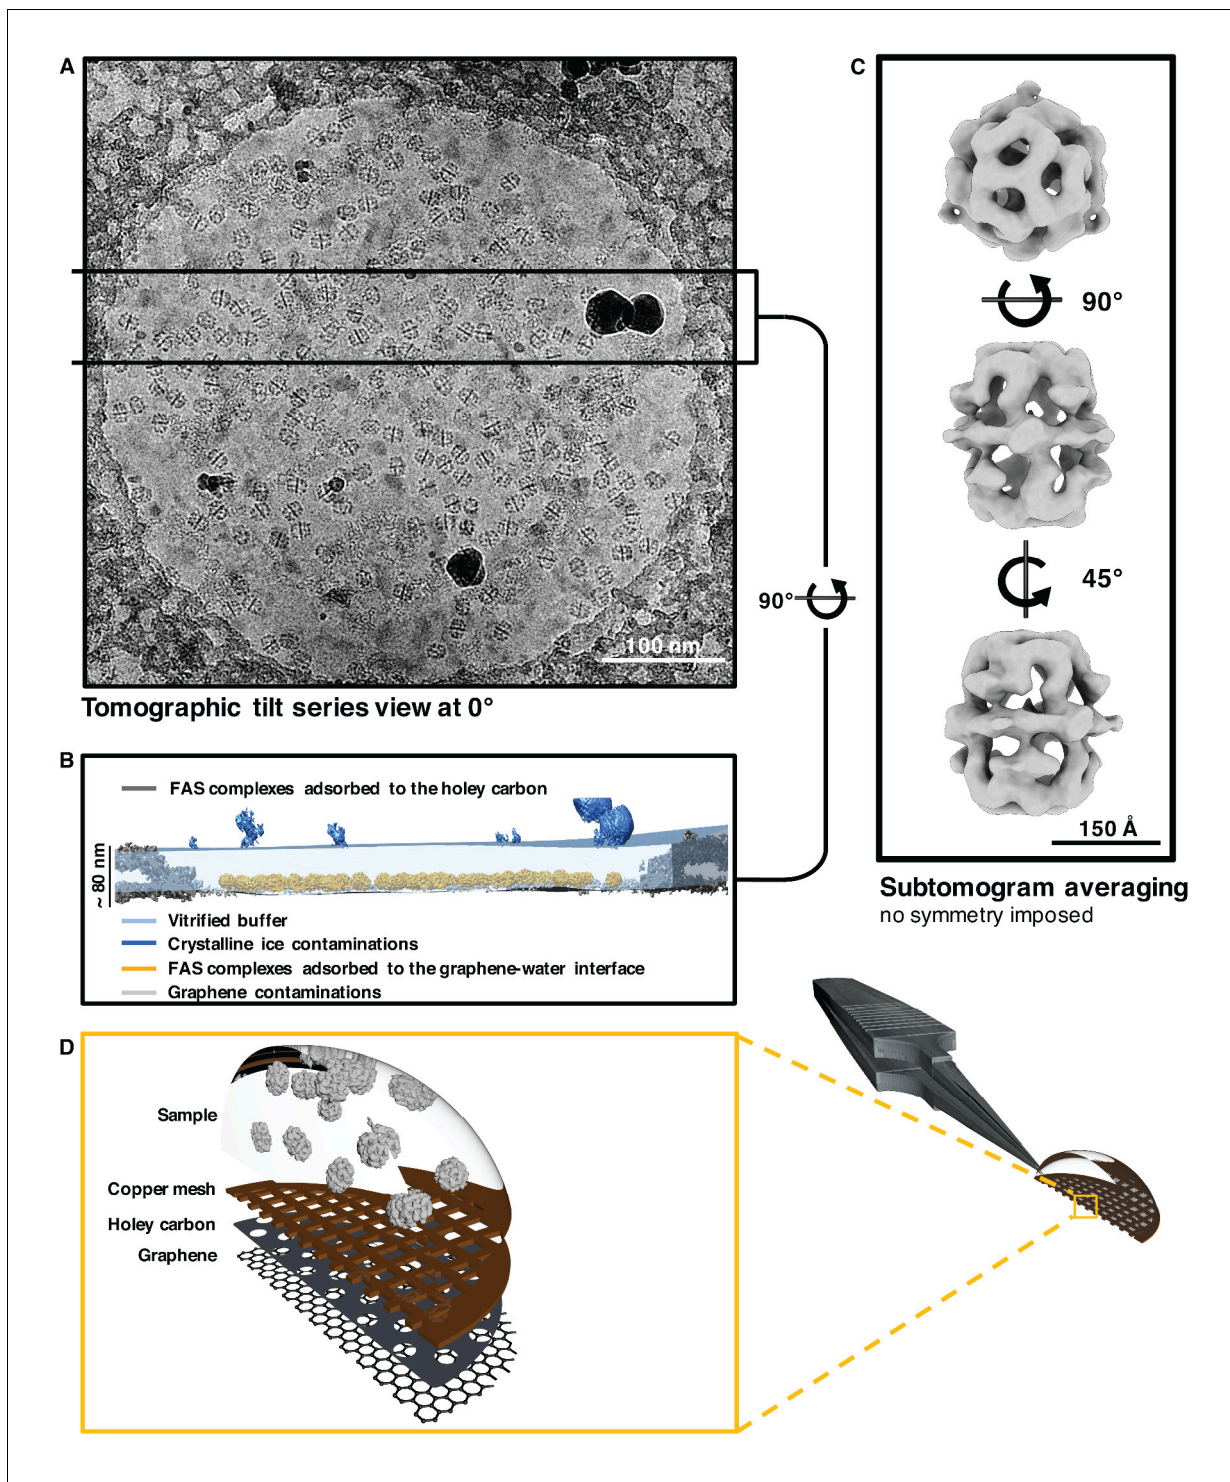 A
100 nm
Tomographic tilt series view at 0°
90°
B
FAS complexes adsorbed to the holey carbon
~ 80 nm
Vitrified buffer
Crystalline ice contaminations
FAS complexes adsorbed to the graphene-water interface
Graphene contaminations
C
90°
45°
150 Å
Subtomogram averaging
no symmetry imposed
D
Sample
Copper mesh
Holey carbon
Graphene